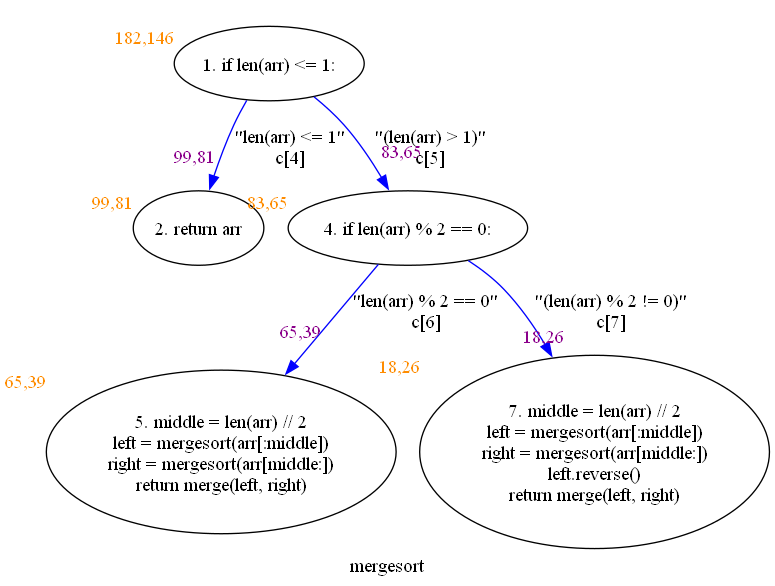 182,146
1. if len(arr) <= 1:
"len(arr) <= 1"
c[4]
99,81
"(len(arr) > 1)"
c[5]
83,65
99,81
2. return arr
83,65
4. if len(arr) % 2 == 0:
"len(arr) % 2 == 0"
c[6]
65,39
"(len(arr) % 2 != 0)"
c[7]
18,26
65,39
5. middle = len(arr) // 2
left = mergesort(arr[:middle])
right = mergesort(arr[middle:])
return merge(left, right)
18,26
7. middle = len(arr) // 2
left = mergesort(arr[:middle])
right = mergesort(arr[middle:])
left.reverse()
return merge(left, right)
mergesort